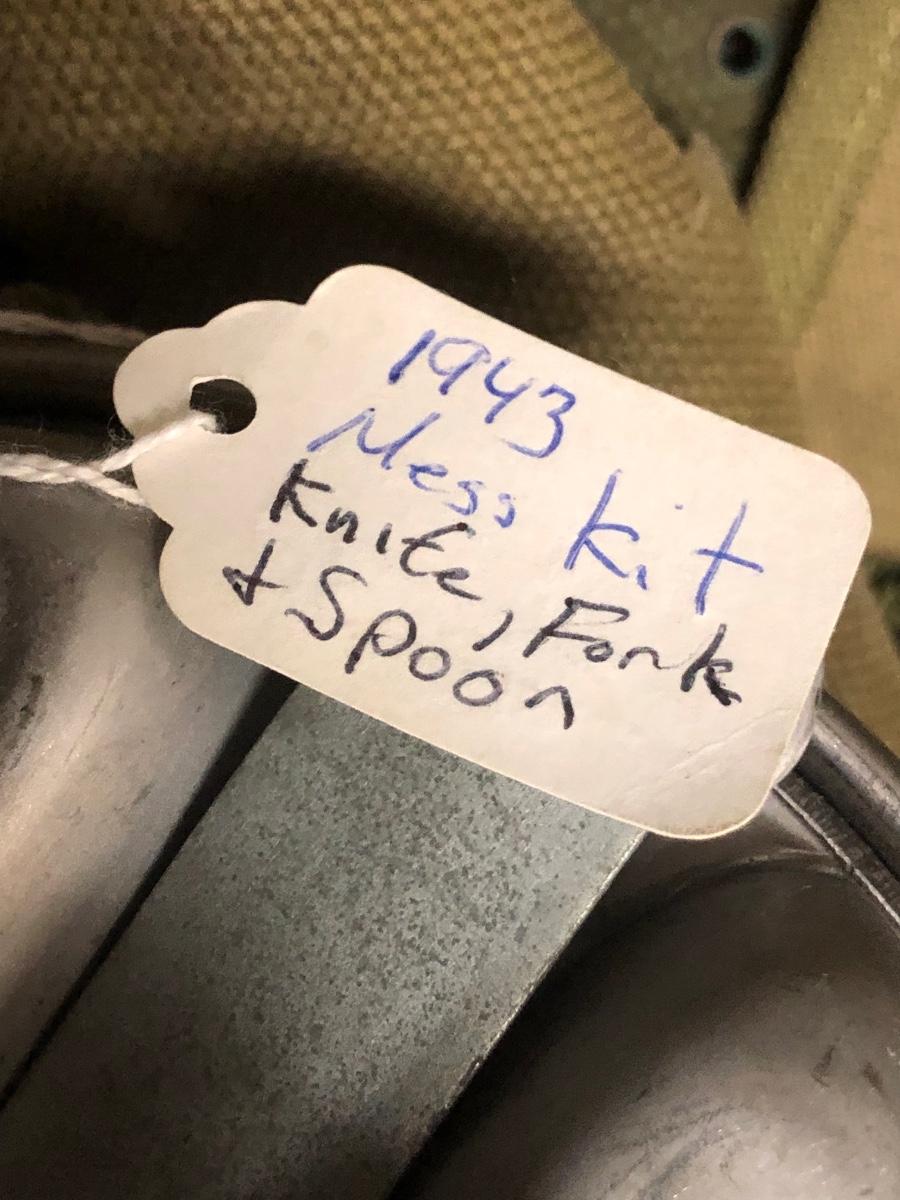 1943
Mess kit
Knife, Fork
+ Spoon